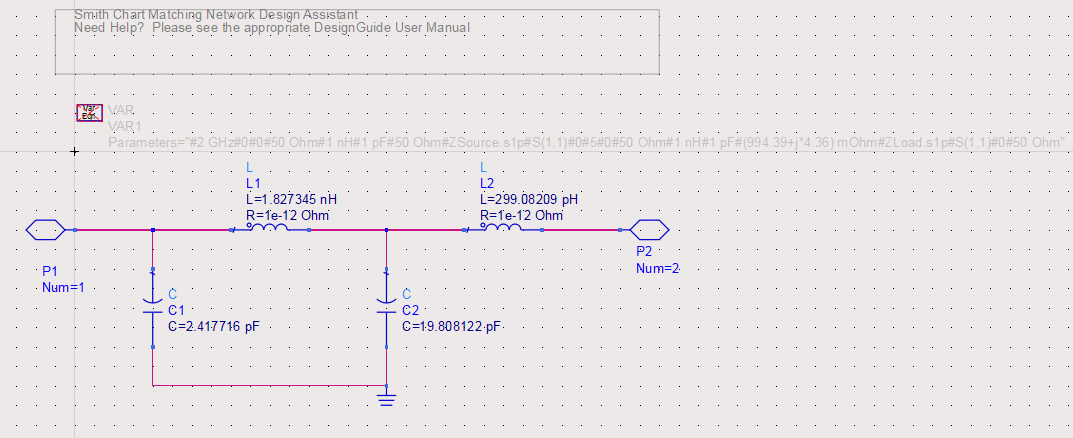 Smith Chart Matching Network Design Assistant
Need Help? Please see the appropriate DesignGuide User Manual
Var
Eqn
VAR
VAR1
Parameters="#2 GHz#0#0#50 Ohm#1 nH#1 pF#50 Ohm#ZSource.s1p#S(1,1)#0#5#0#50 Ohm#1 nH#1 pF#(994.39+j*4.36) mOhm#ZLoad.s1p#S(1,1)#0#50 Ohm"
L
L1
L=1.827345 nH
R=1e-12 Ohm
L
L2
L=299.08209 pH
R=1e-12 Ohm
P1
Num=1
P2
Num=2
C
C1
C=2.417716 pF
C
C2
C=19.808122 pF